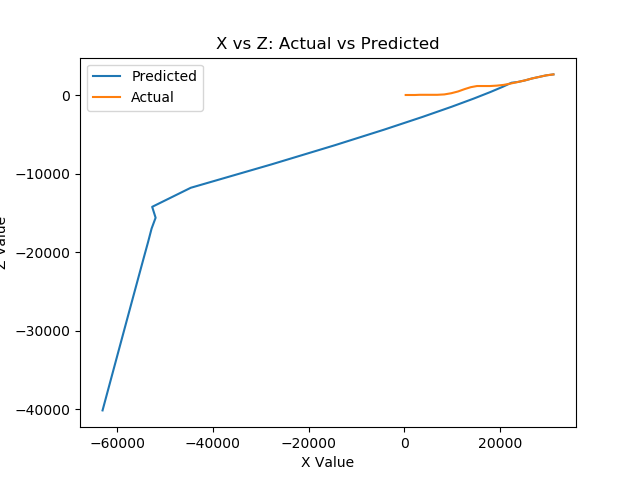 X vs Z: Actual vs Predicted
Predicted
Actual
0
−10000
−20000
−30000
−40000
Z Value
−60000
−40000
−20000
0
20000
X Value